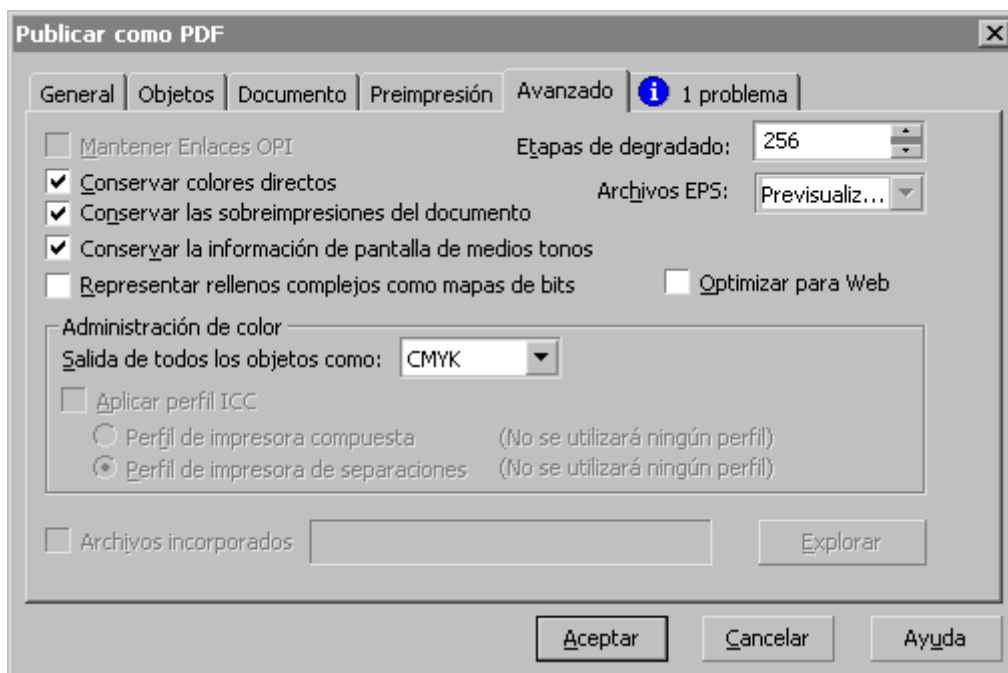 Publicar como PDF
General Objetos Documento Preimpresión Avanzado 1 problema
Mantener Enlaces OPI
Etapas de degradado: 256
Conservar colores directos
Archivos EPS: Previsualiz...
Conservar las sobreimpresiones del documento
Conservar la información de pantalla de medios tonos
Representar rellenos complejos como mapas de bits
Optimizar para Web
Administración de color
Salida de todos los objetos como: CMYK
Aplicar perfil ICC
Perfil de impresora compuesta (No se utilizará ningún perfil)
Perfil de impresora de separaciones (No se utilizará ningún perfil)
Archivos incorporados Explorar
Aceptar Cancelar Ayuda